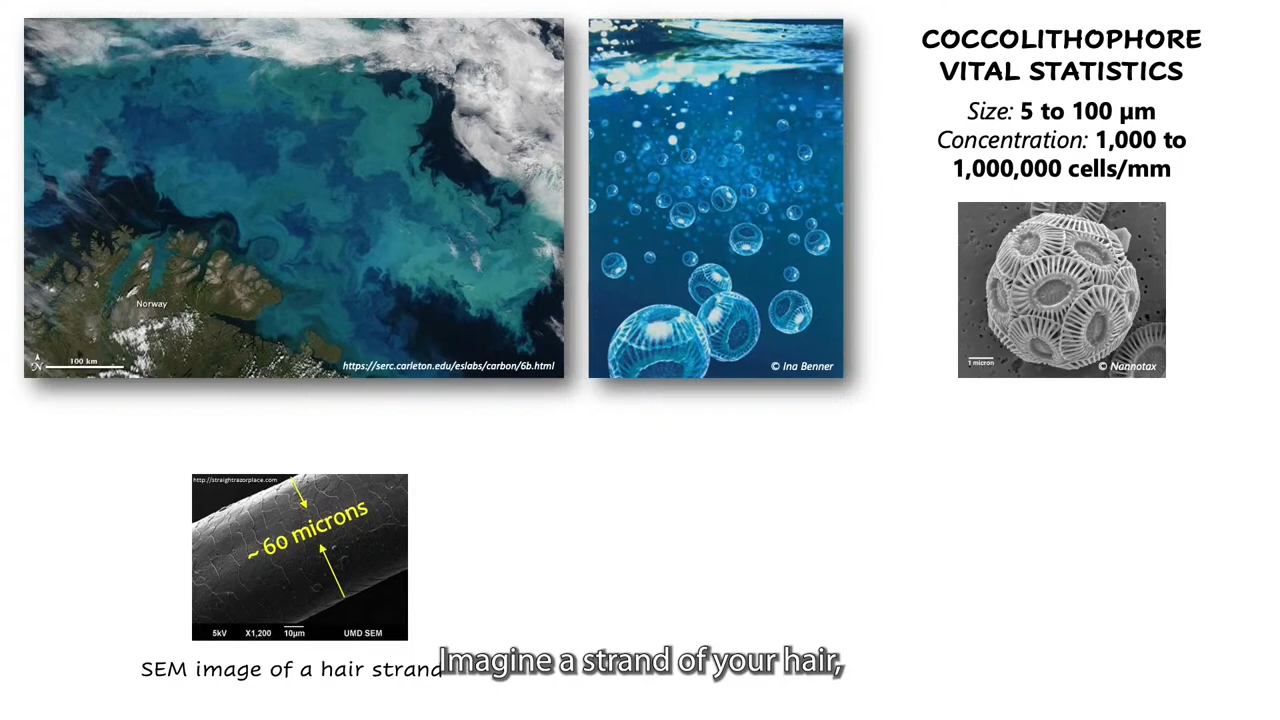 COCCOLITHOPHORE
VITAL STATISTICS
Size: 5 to 100 µm
Concentration: 1,000 to
1,000,000 cells/mm
Norway
100 km
N
https://serc.carleton.edu/eslabs/carbon/6b.html
© Ina Benner
1 micron
© Nannotax
http://straightrazorplace.com
~ 60 microns
5kV X1,200 10µm UMD SEM
SEM image of a hair strand
Imagine a strand of your hair,